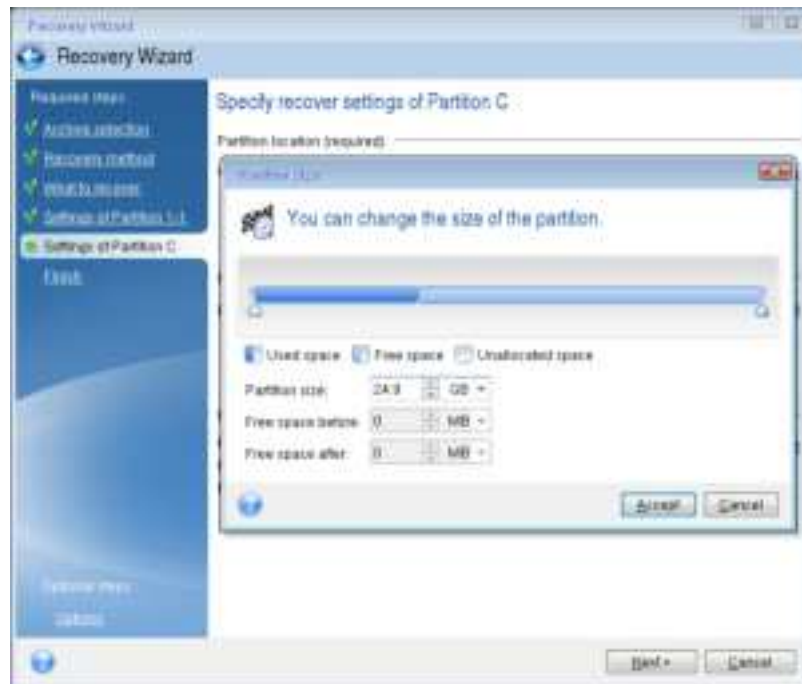 Recovery Wizard
Recovery Wizard
Required steps:
Archive selection
Recovery method
What to recover
Settings of Partition 1-1
Settings of Partition C
Finish
Optional steps:
Options
Specify recover settings of Partition C
Partition location (required)
You can change the size of the partition.
Used space Free space Unallocated space
Partition size: GB
Free space before: 0 MB
Free space after: 0 MB
Accept Cancel
Next > Cancel